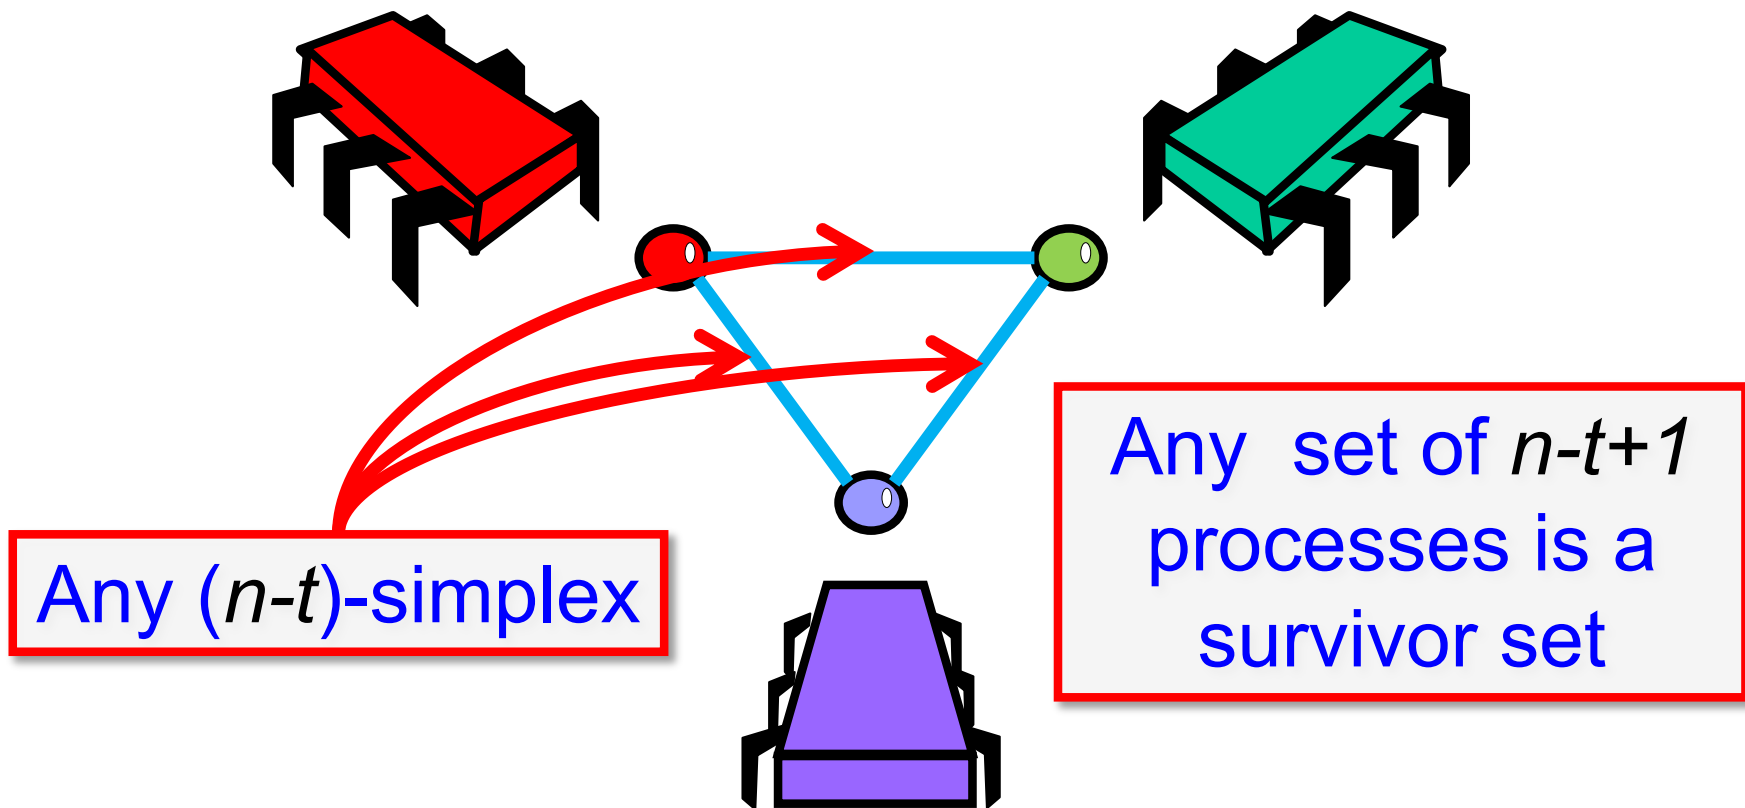 Any (n-t)-simplex
Any set of n-t+1
processes is a
survivor set